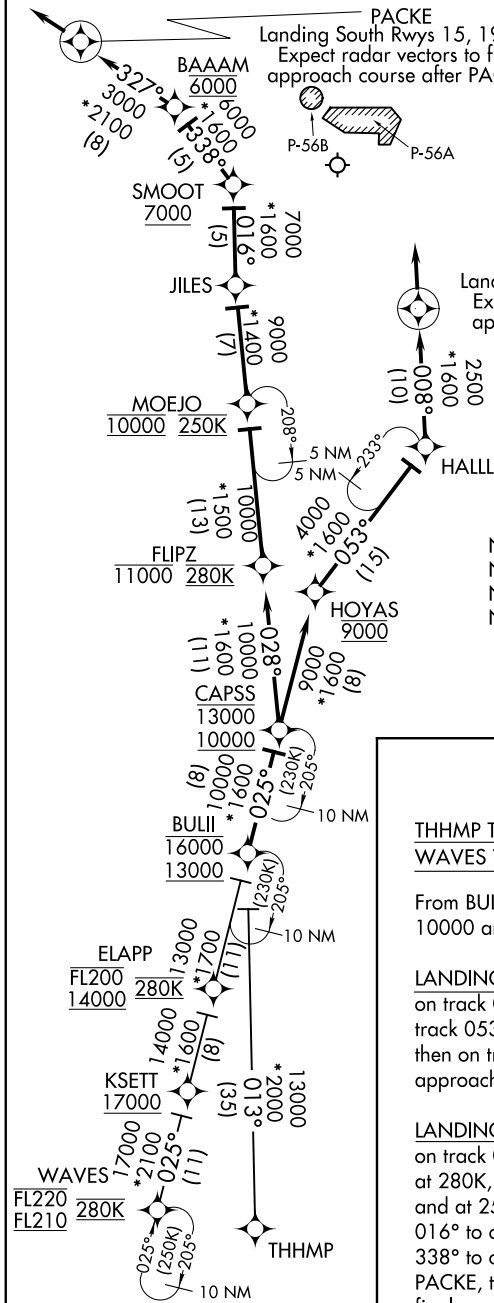 PACKE
Landing South Rwys 15, 19
Expect radar vectors to f
approach course after PA
BAAAM
6000
327°
3000
*2100
(8)
6000
*1600
338°
(5)
P-56B
P-56A
SMOOT
7000
7000
*1600
016°
(5)
JILES
9000
*1400
(7)
Land
Ex
ap
2500
*1600
008°
(10)
MOEJO
10000 250K
208°
5 NM
5 NM
233°
HALLL
10000
*1500
(13)
4000
*1600
053°
(15)
FLIPZ
11000 280K
N
N
N
N
HOYAS
9000
028°
10000
*1600
(11)
9000
*1600
(8)
CAPSS
13000
10000
(230K)
205°
10 NM
10000
*1600
025°
(8)
BULII
16000
13000
(230K)
205°
10 NM
THHMP T
WAVES T
From BUL
10000 an
ELAPP
FL200
14000
280K
13000
*1700
(11)
LANDING
on track 0
track 053
then on tr
approach
14000
*1600
(8)
KSETT
17000
13000
*2000
013°
(35)
17000
*2100
025°
(11)
LANDING
on track 0
at 280K,
and at 25
016° to c
338° to c
PACKE, t
WAVES
FL220
FL210
280K
THHMP
025°
(250K)
205°
10 NM